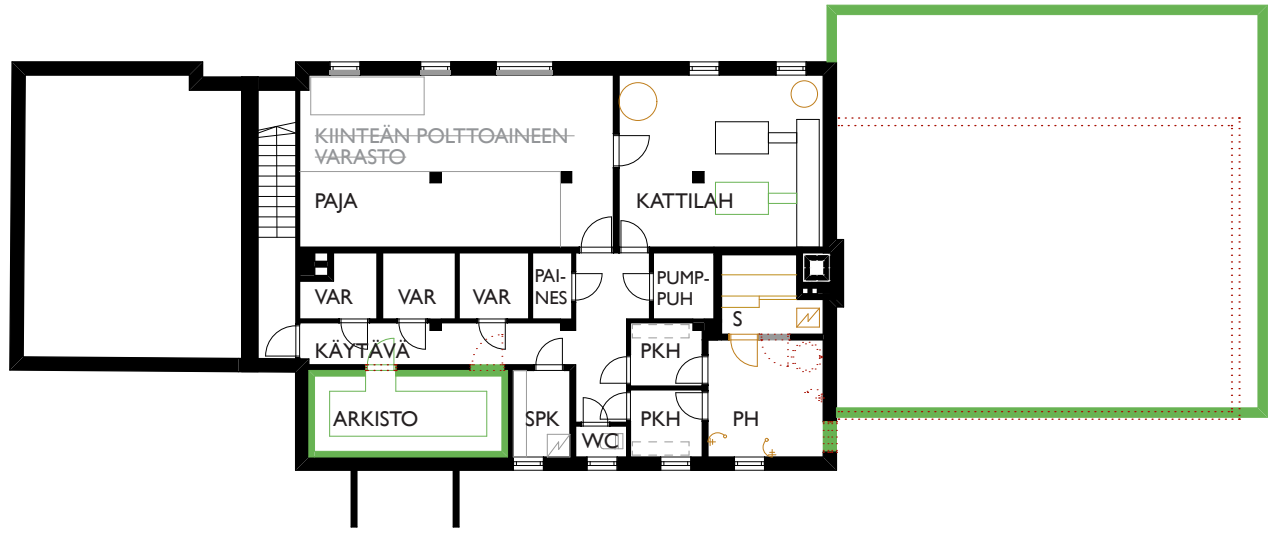 KIINTEÄN POLTTOAINEEN
VARASTO
PAJA
KATTILAH
VAR
VAR
VAR
PAI-
NES
PUMP-
PUH
S
KÄYTÄVÄ
PKH
ARKISTO
SPK
WC
PKH
PH